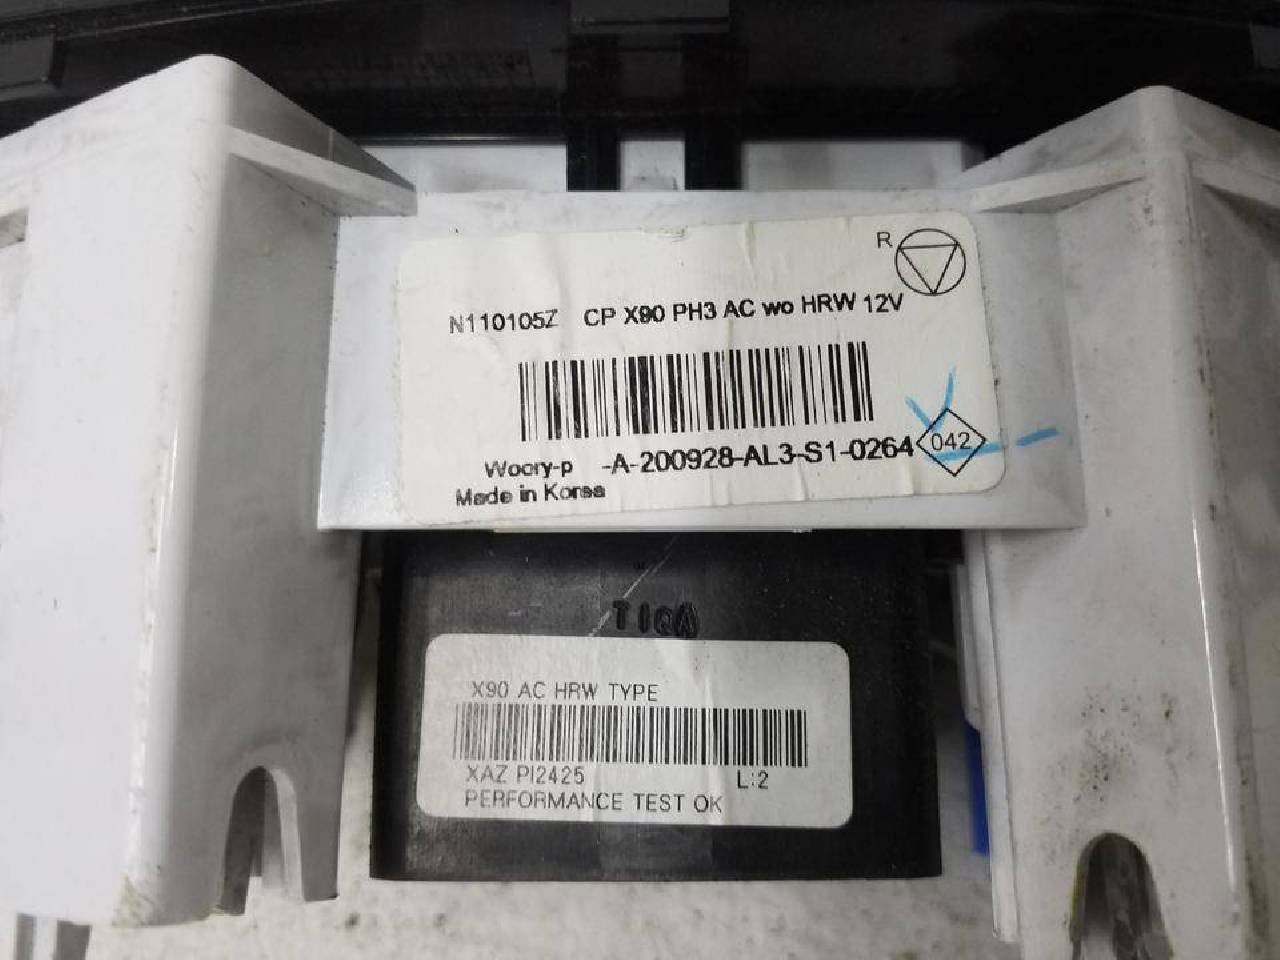 R
N110105Z CP X90 PH3 AC wo HRW 12V
-A-200928-AL3-S1-0264
042
Made in Korea
TIQA
X90 AC HRW TYPE
XAZ PI2425 L:2
PERFORMANCE TEST OK